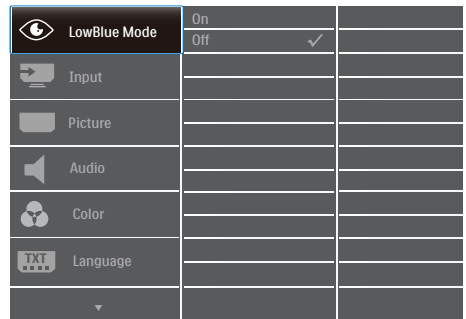 LowBlue Mode
On
Off
Input
Picture
Audio
Color
TXT
Language